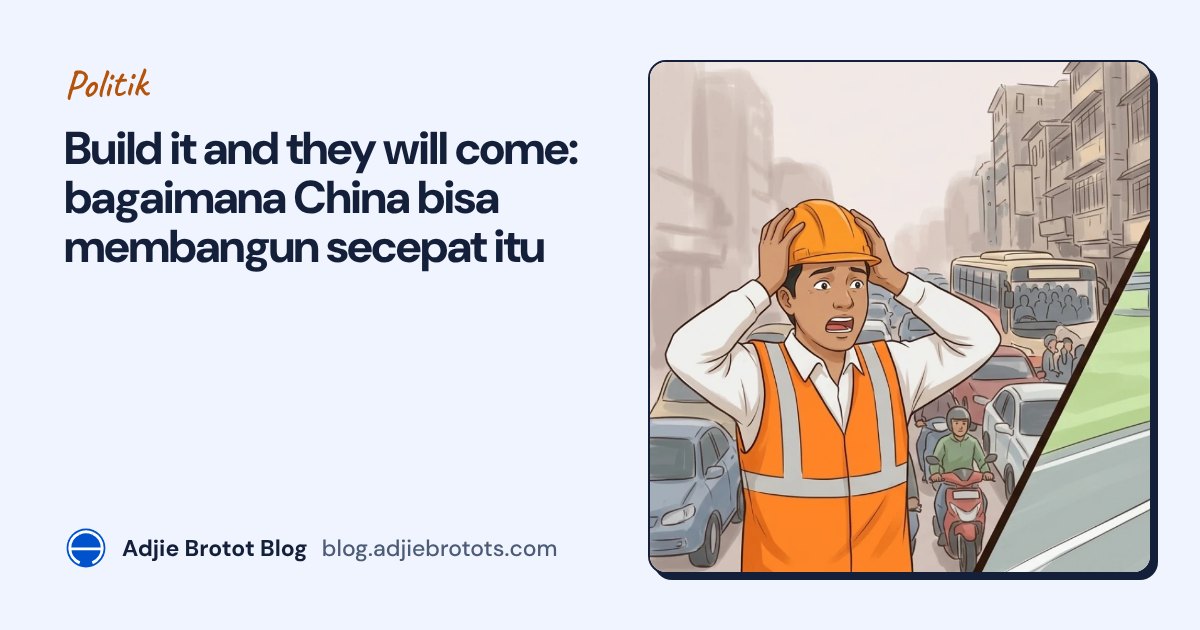 Politik
Build it and they will come:
bagaimana China bisa
membangun secepat itu
Adjie Brotot Blog blog.adjiebrotots.com